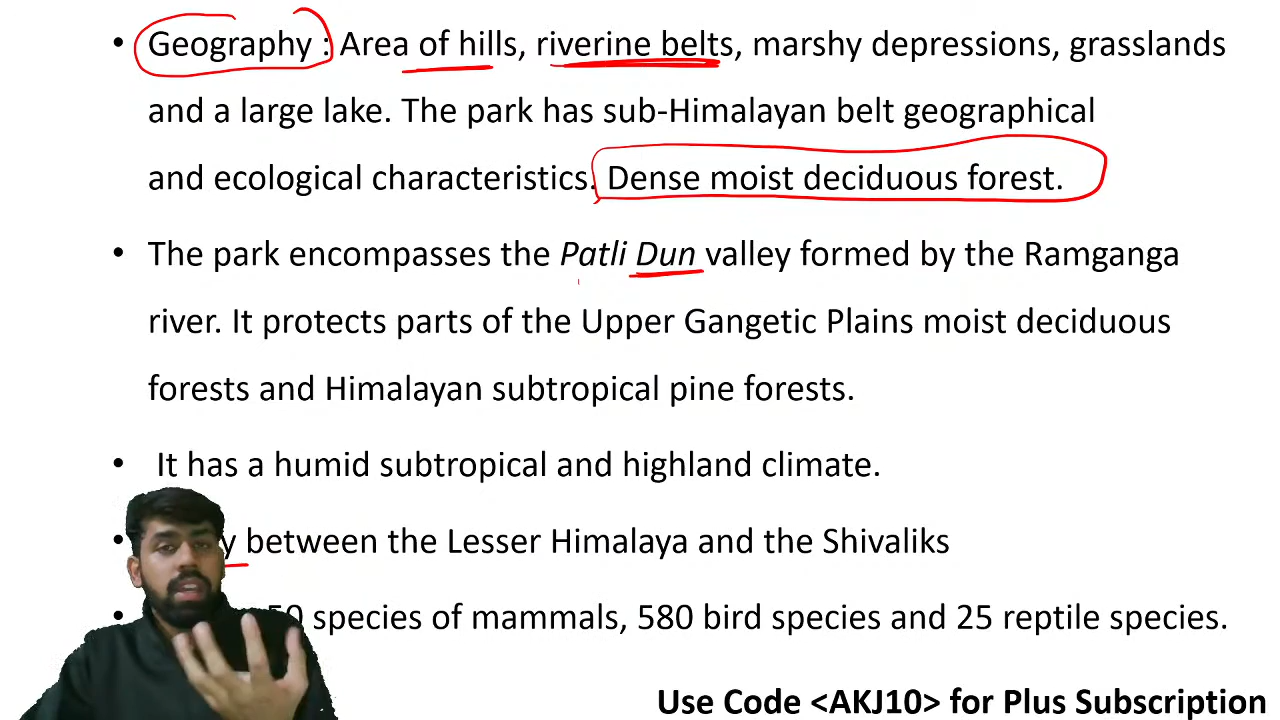 • Geography : Area of hills, riverine belts, marshy depressions, grasslands
and a large lake. The park has sub-Himalayan belt geographical
and ecological characteristics. Dense moist deciduous forest.
• The park encompasses the Patli Dun valley formed by the Ramganga
river. It protects parts of the Upper Gangetic Plains moist deciduous
forests and Himalayan subtropical pine forests.
• It has a humid subtropical and highland climate.
• between the Lesser Himalaya and the Shivaliks
• 50 species of mammals, 580 bird species and 25 reptile species.
Use Code <AKJ10> for Plus Subscription